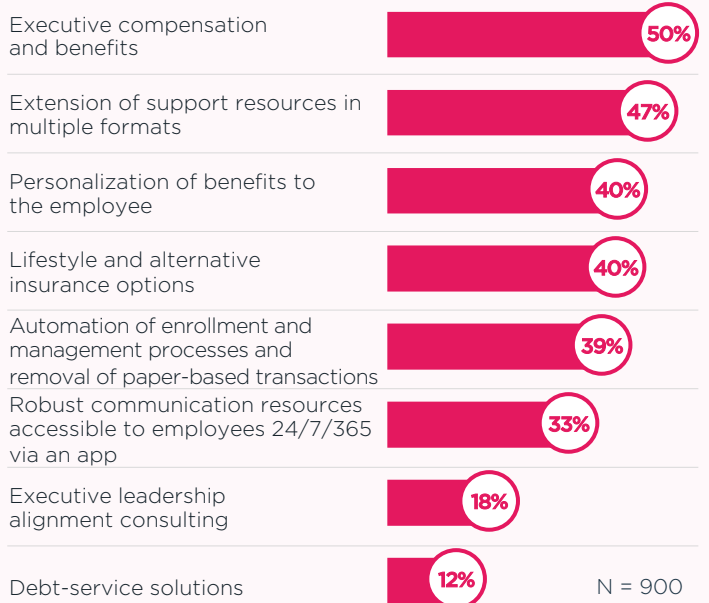 Executive compensation
and benefits
50%
Extension of support resources in
multiple formats
47%
Personalization of benefits to
the employee
40%
Lifestyle and alternative
insurance options
40%
Automation of enrollment and
management processes and
removal of paper-based transactions
39%
Robust communication resources
accessible to employees 24/7/365
via an app
33%
Executive leadership
alignment consulting
18%
Debt-service solutions
12%
N = 900